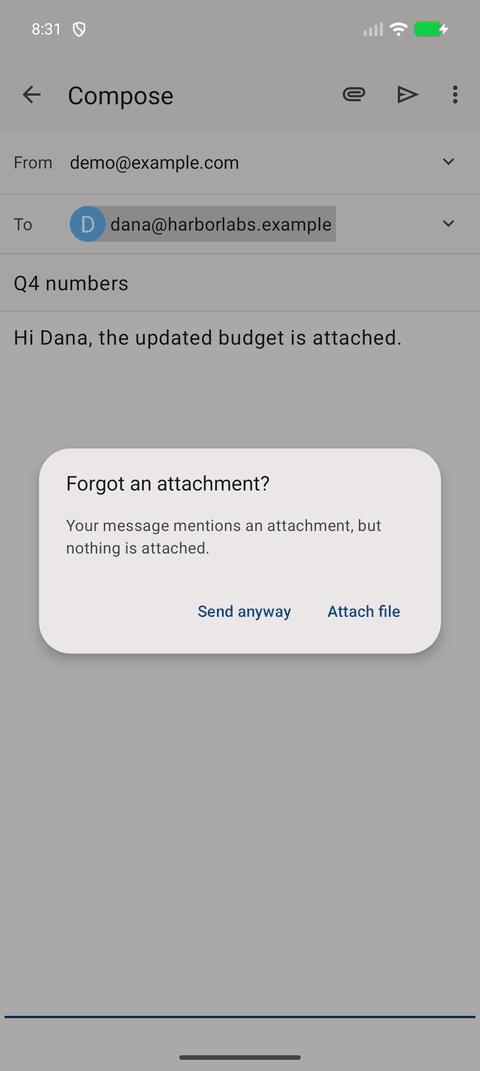 8:31
Compose
From demo@example.com
To D dana@harborlabs.example
Q4 numbers
Hi Dana, the updated budget is attached.
Forgot an attachment?
Your message mentions an attachment, but
nothing is attached.
Send anyway Attach file